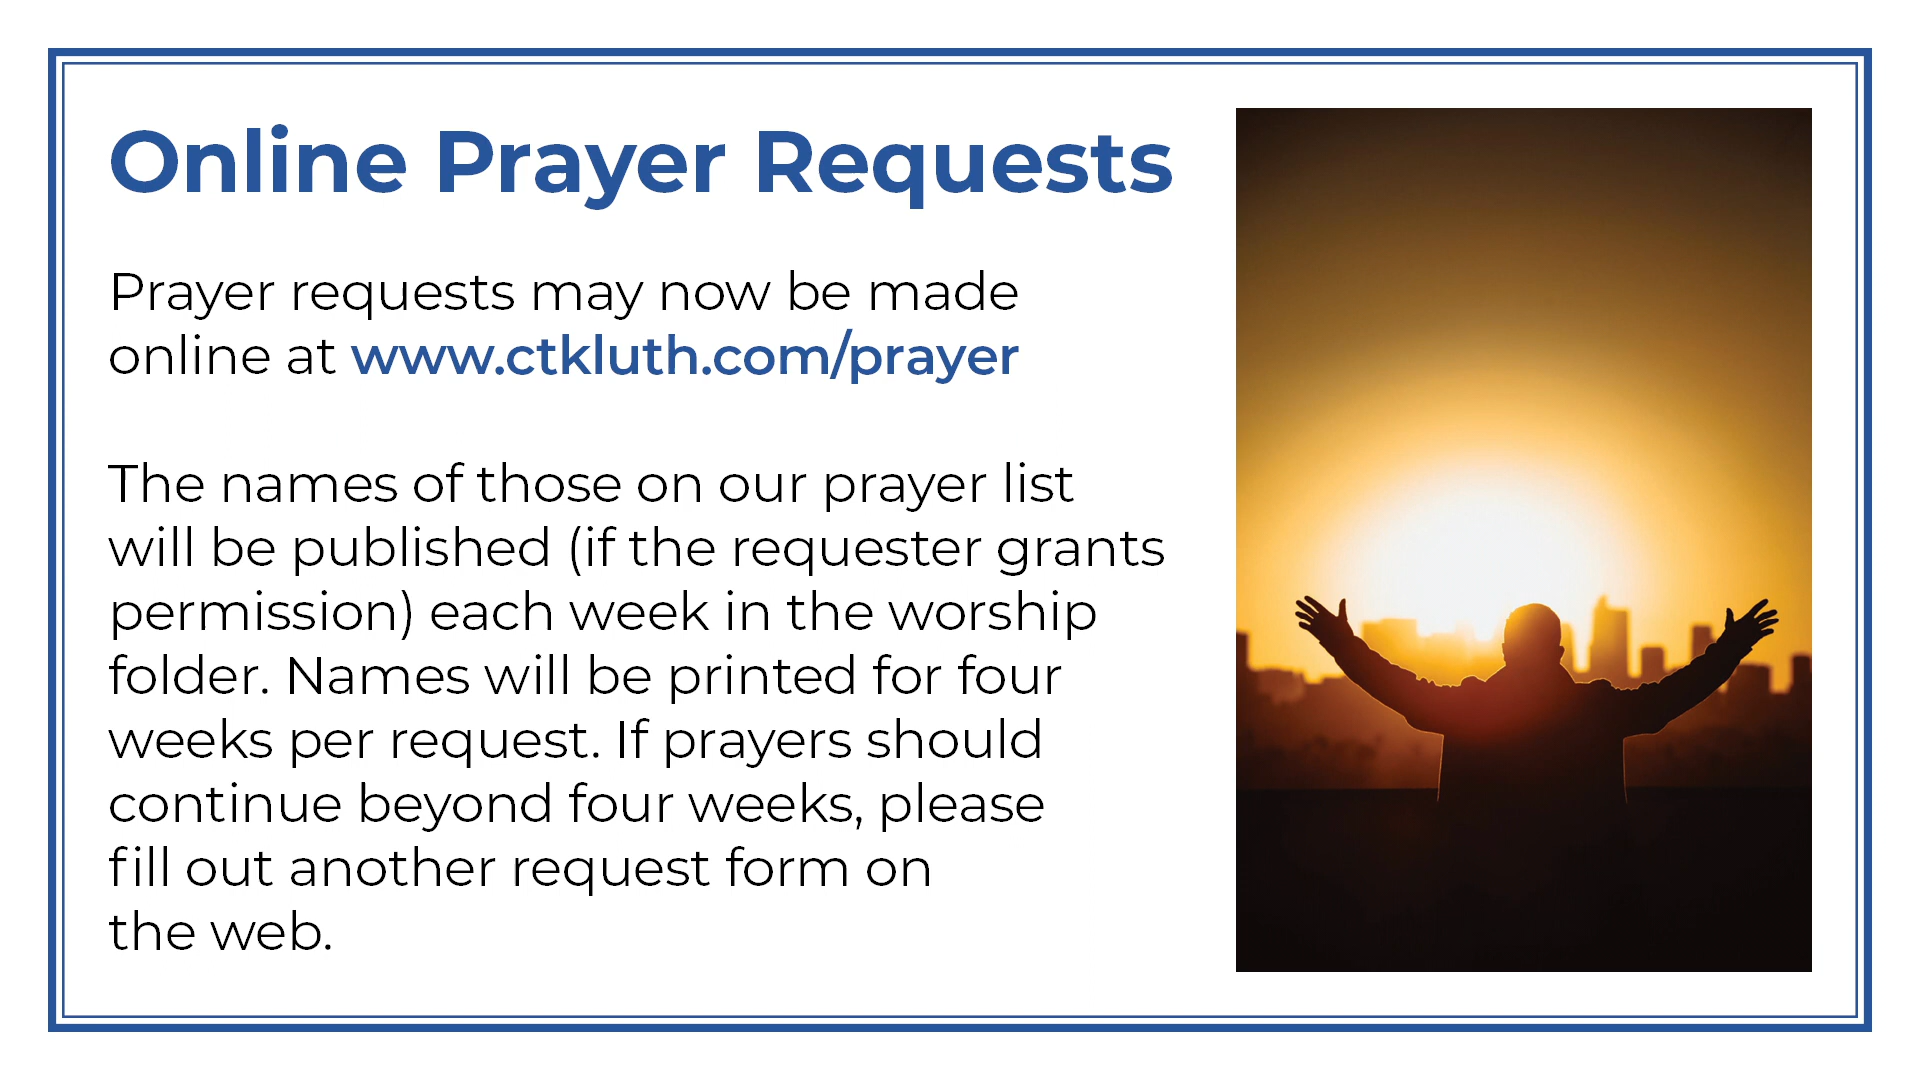 Online Prayer Requests
Prayer requests may now be made
online at www.ctkluth.com/prayer
The names of those on our prayer list
will be published (if the requester grants
permission) each week in the worship
folder. Names will be printed for four
weeks per request. If prayers should
continue beyond four weeks, please
fill out another request form on
the web.